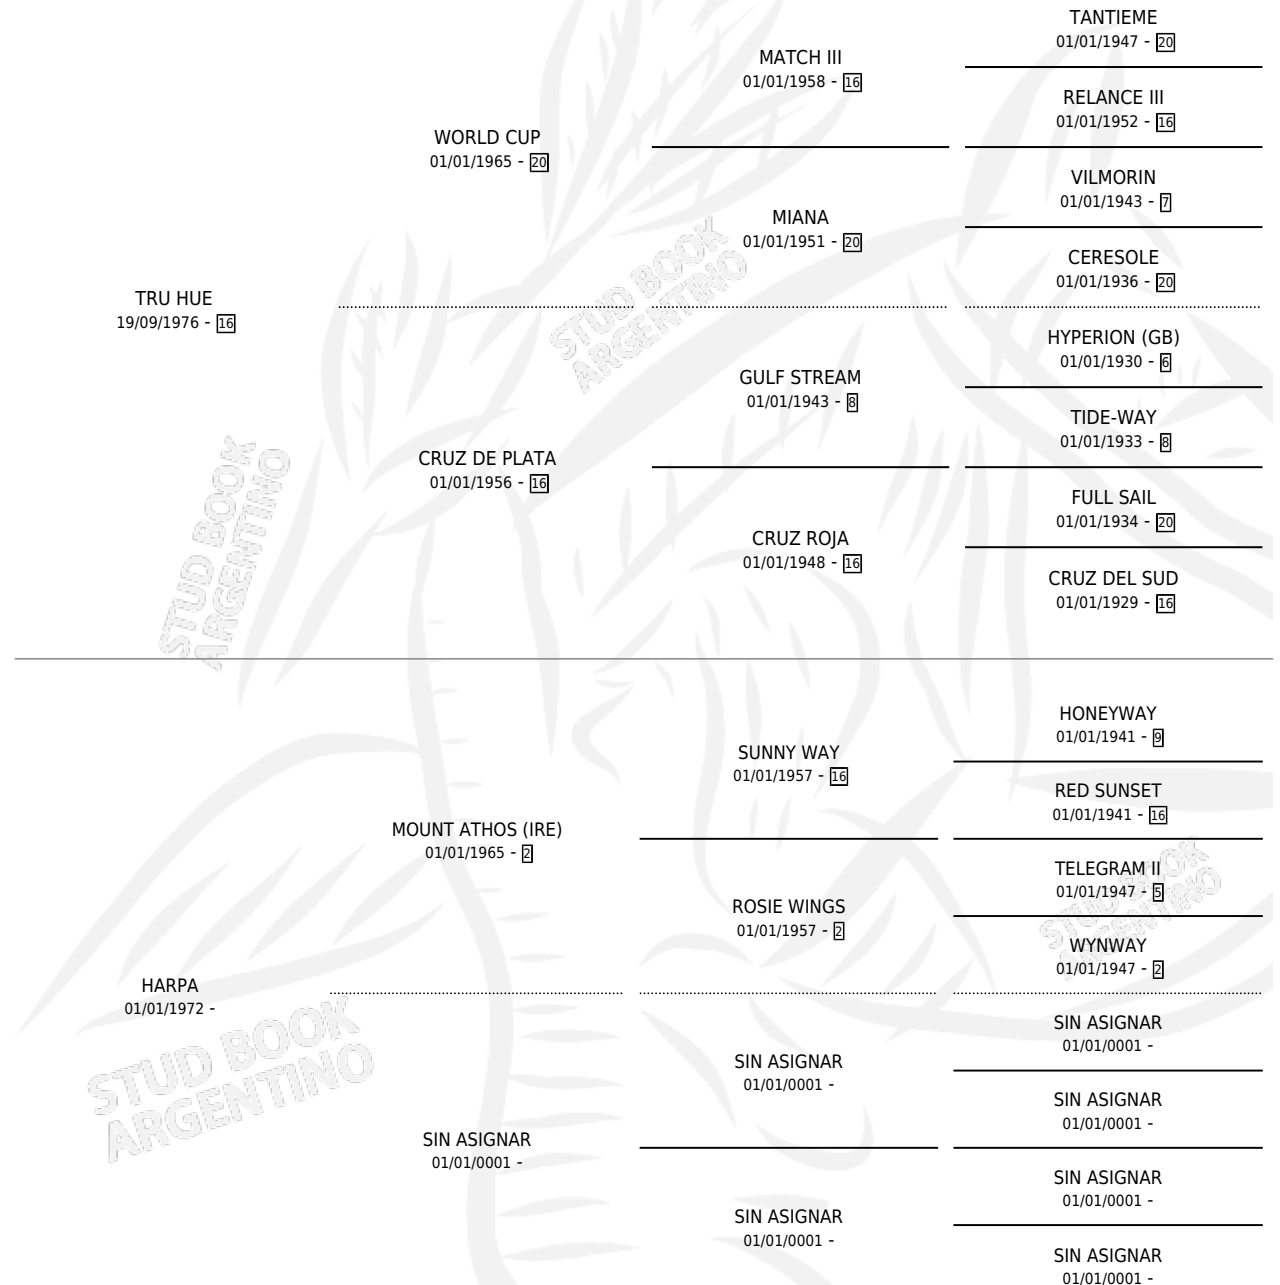 TANTIEME
01/01/1947 - 20
MATCH III
01/01/1958 - 16
RELANCE III
01/01/1952 - 16
WORLD CUP
01/01/1965 - 20
VILMORIN
01/01/1943 - 7
MIANA
01/01/1951 - 20
CERESOLE
01/01/1936 - 20
TRU HUE
19/09/1976 - 16
HYPERION (GB)
01/01/1930 - 6
GULF STREAM
01/01/1943 - 8
TIDE-WAY
01/01/1933 - 8
CRUZ DE PLATA
01/01/1956 - 16
FULL SAIL
01/01/1934 - 20
CRUZ ROJA
01/01/1948 - 16
CRUZ DEL SUD
01/01/1929 - 16
STUD BOOK
ARGENTINO
STUD BOOK
ARGENTINO
HONEYWAY
01/01/1941 - 9
SUNNY WAY
01/01/1957 - 16
RED SUNSET
01/01/1941 - 16
MOUNT ATHOS (IRE)
01/01/1965 - 2
TELEGRAM II
01/01/1947 - 5
ROSIE WINGS
01/01/1957 - 2
WYNWAY
01/01/1947 - 2
HARPA
01/01/1972 -
SIN ASIGNAR
01/01/0001 -
SIN ASIGNAR
01/01/0001 -
SIN ASIGNAR
01/01/0001 -
SIN ASIGNAR
01/01/0001 -
SIN ASIGNAR
01/01/0001 -
SIN ASIGNAR
01/01/0001 -
SIN ASIGNAR
01/01/0001 -
STUD BOOK
ARGENTINO
STUD BOOK
ARGENTINO